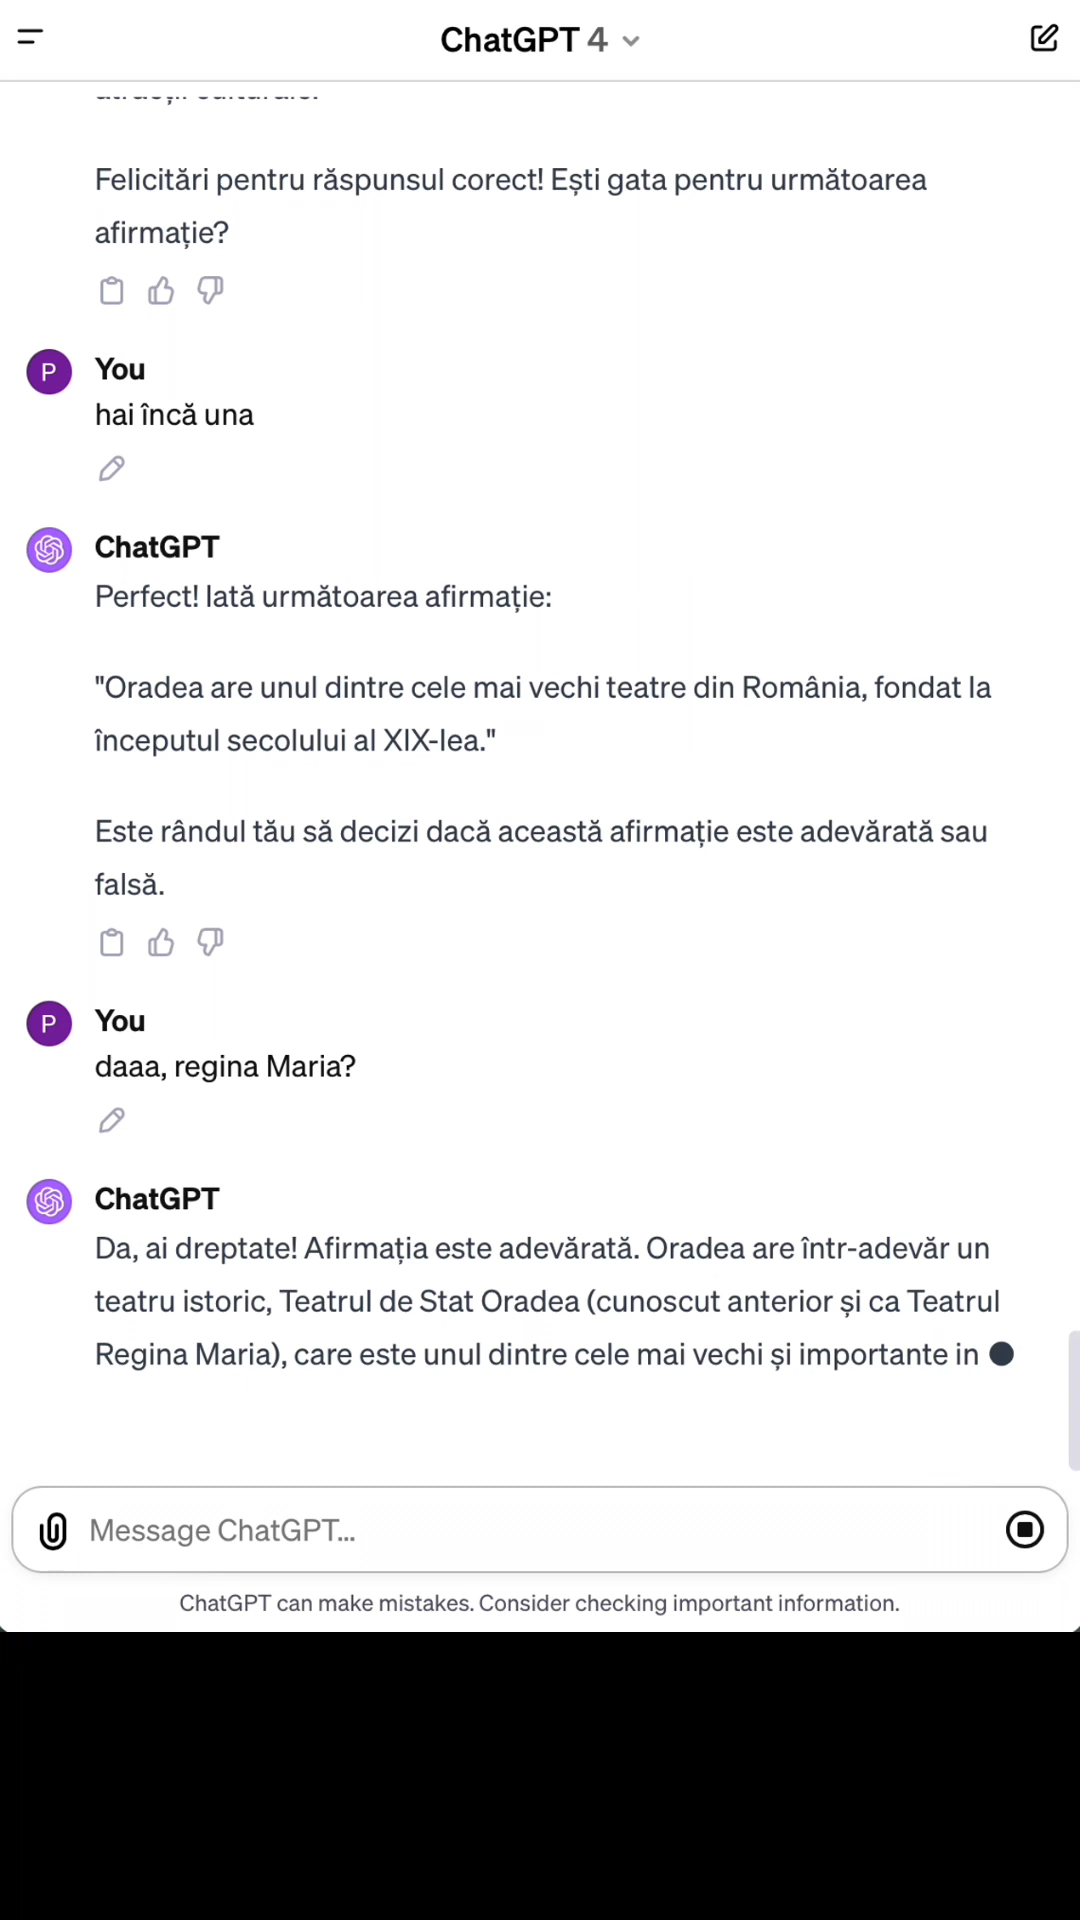 ChatGPT 4
Felicitări pentru răspunsul corect! Ești gata pentru următoarea
afirmație?
P
You
hai încă una
ChatGPT
Perfect! Iată următoarea afirmație:
"Oradea are unul dintre cele mai vechi teatre din România, fondat la
începutul secolului al XIX-lea."
Este rândul tău să decizi dacă această afirmație este adevărată sau
falsă.
P
You
daaa, regina Maria?
ChatGPT
Da, ai dreptate! Afirmația este adevărată. Oradea are într-adevăr un
teatru istoric, Teatrul de Stat Oradea (cunoscut anterior și ca Teatrul
Regina Maria), care este unul dintre cele mai vechi și importante in
Message ChatGPT...
ChatGPT can make mistakes. Consider checking important information.